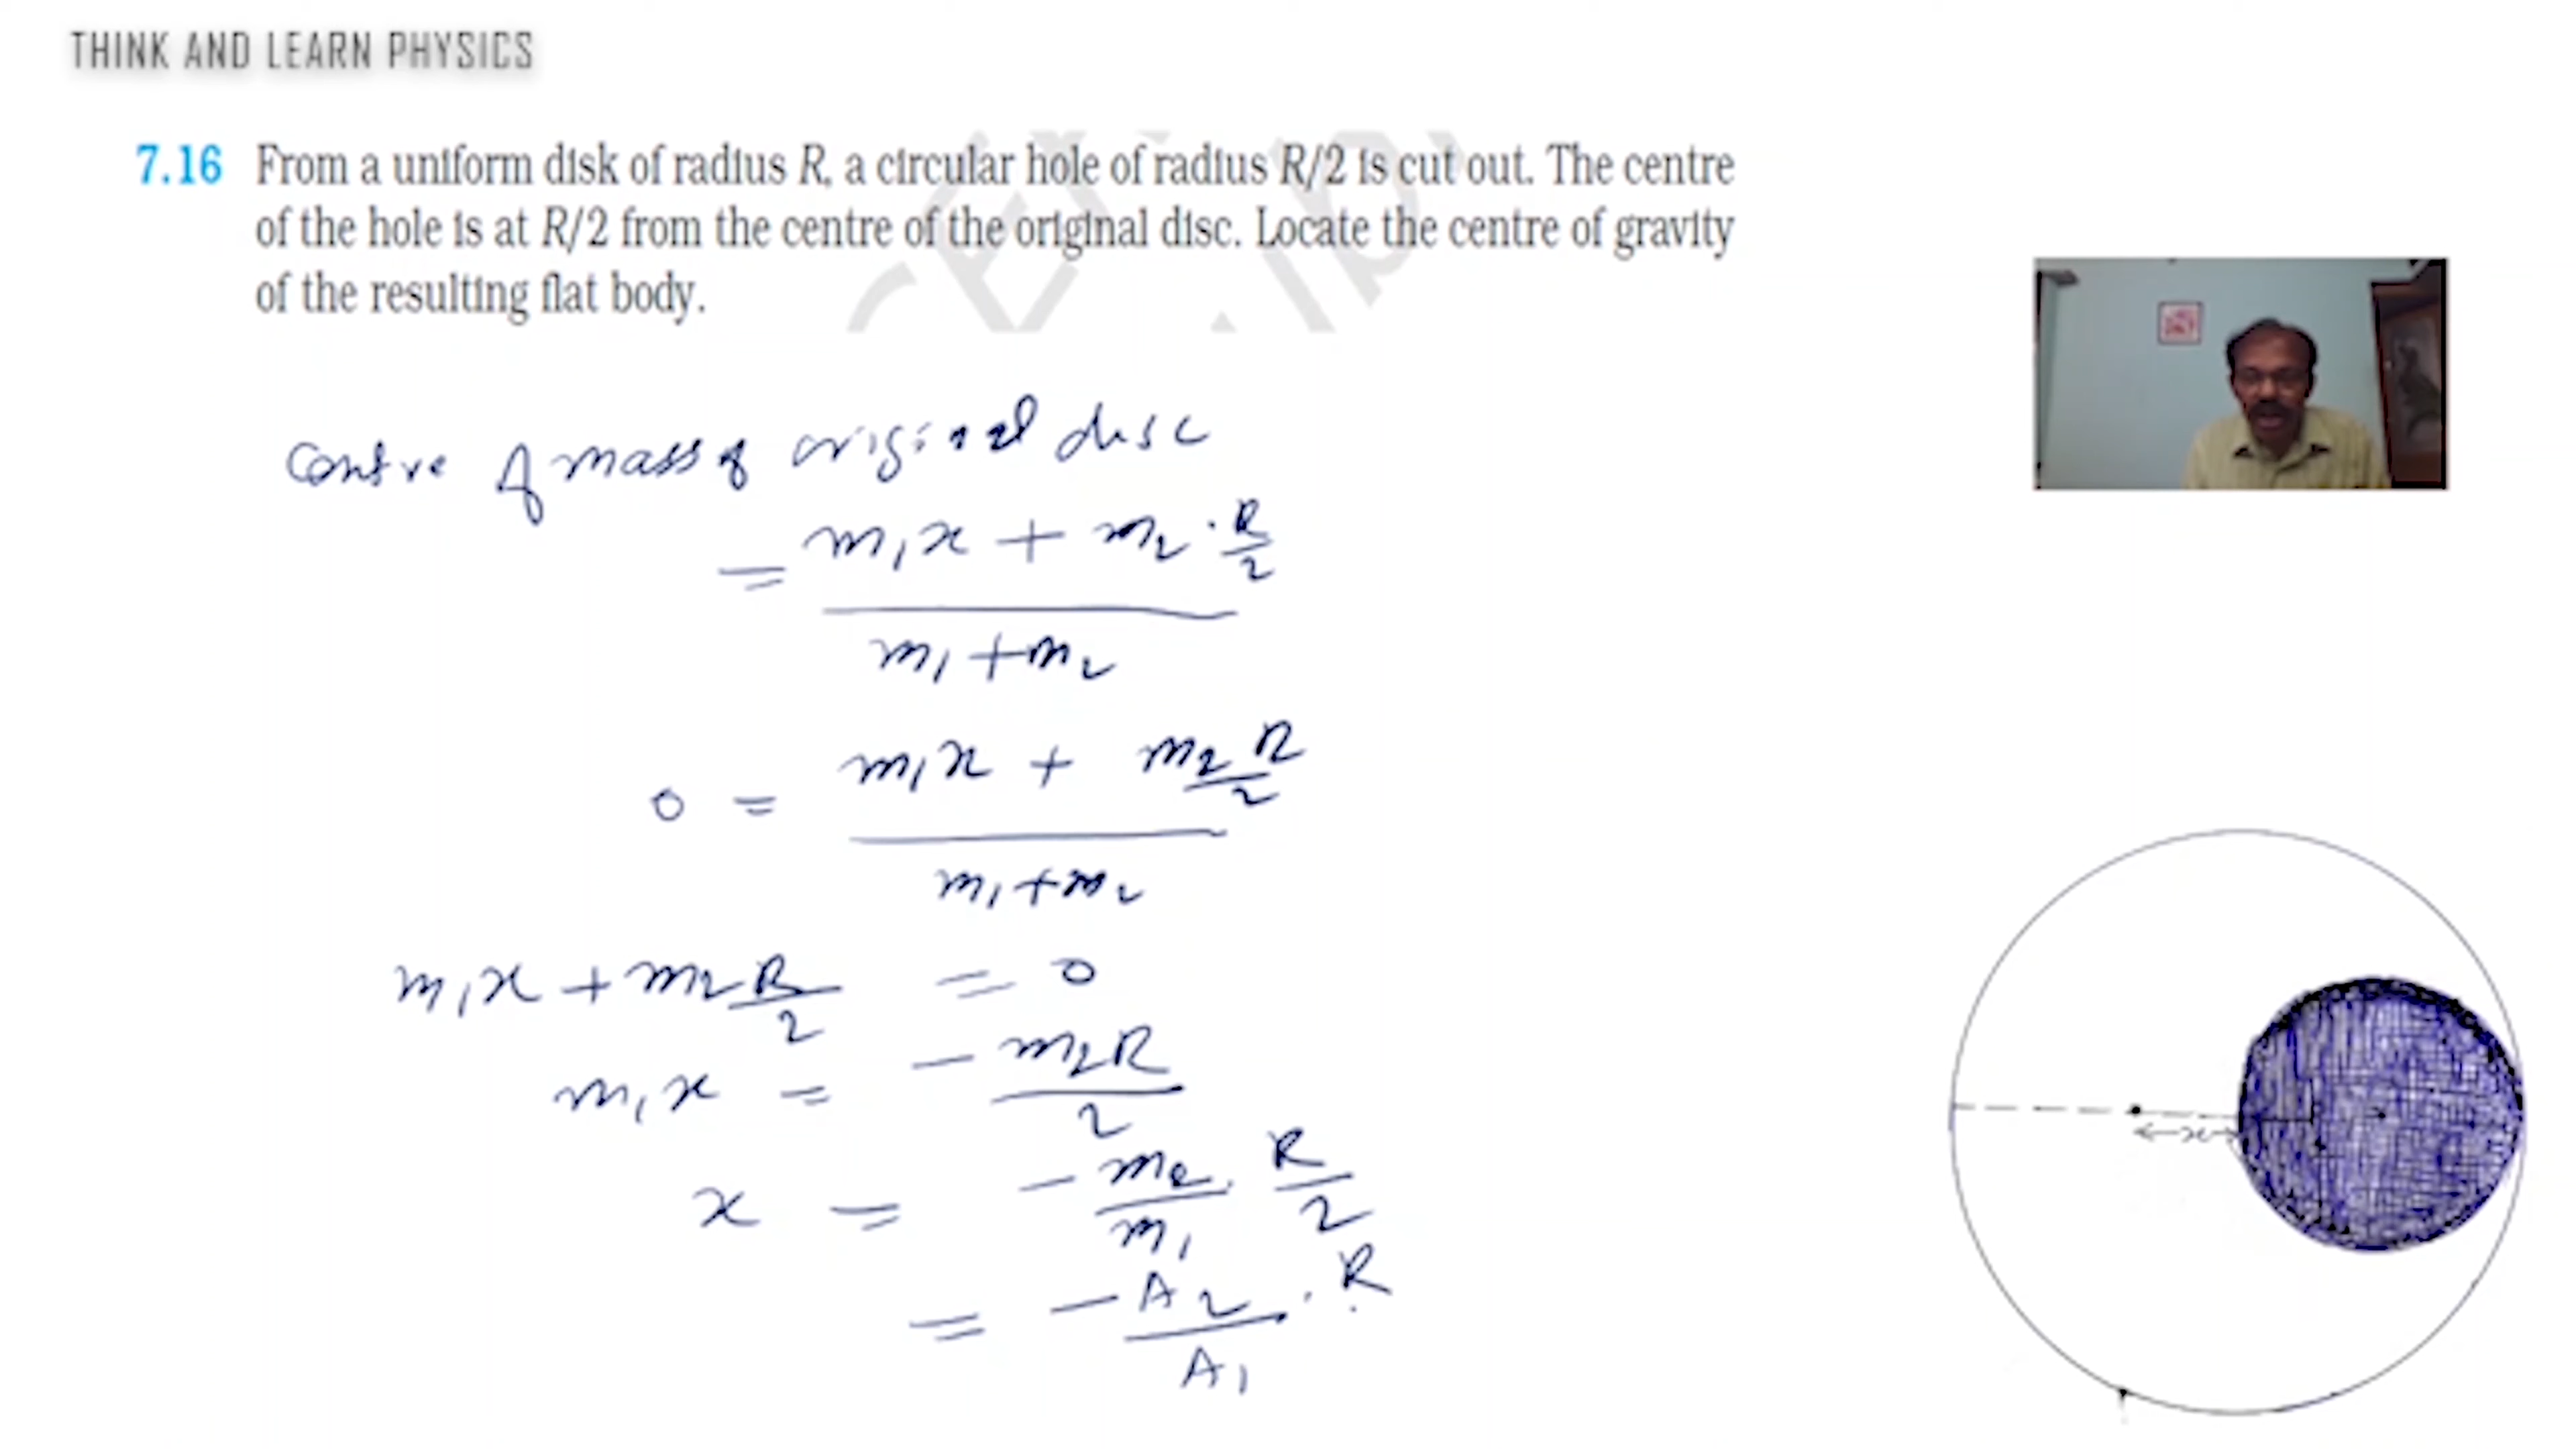 THINK AND LEARN PHYSICS
7.16 From a uniform disk of radius R, a circular hole of radius R/2 is cut out. The centre
of the hole is at R/2 from the centre of the original disc. Locate the centre of gravity
of the resulting flat body.
Centre of mass of original disc
= m₁x + m₂ · R/2
m₁ + m₂
0 = m₁x + m₂ R/2
m₁ + m₂
m₁x + m₂ R/2 = 0
m₁x = - m₂R/2
x = - m₂/m₁ · R/2
= - A₂/A₁ · R
x